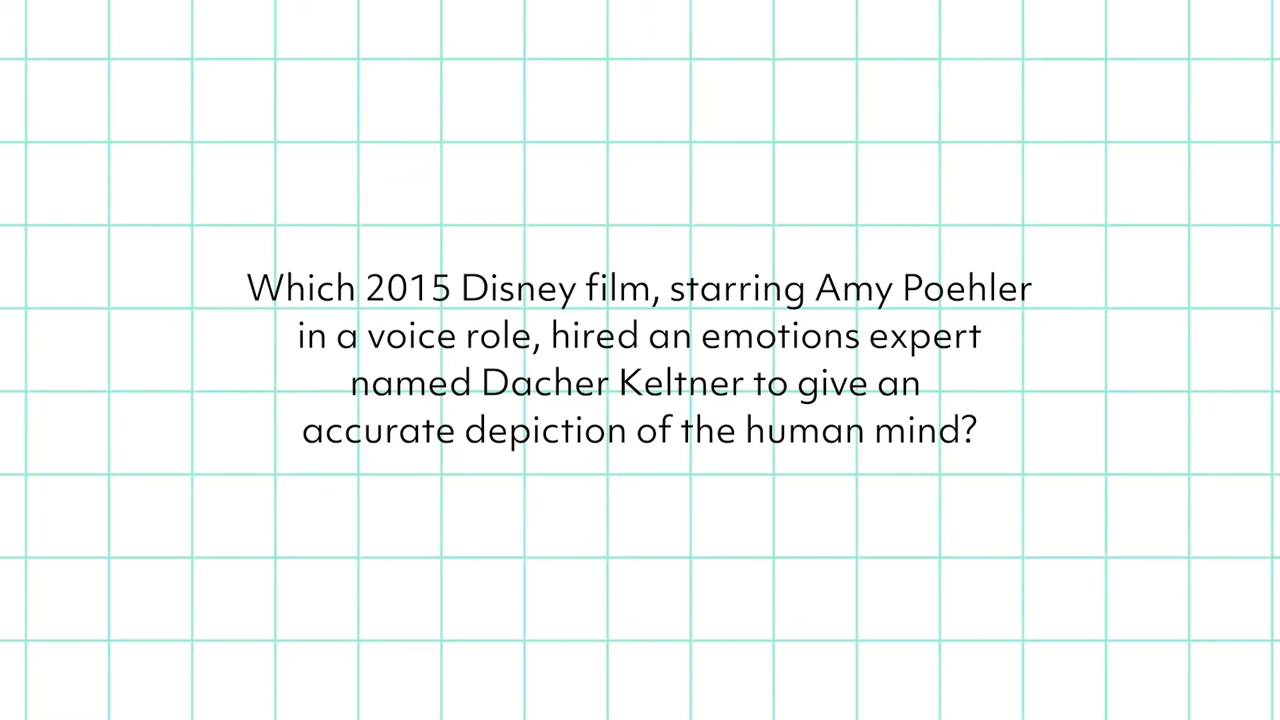 Which 2015 Disney film, starring Amy Poehler
in a voice role, hired an emotions expert
named Dacher Keltner to give an
accurate depiction of the human mind?